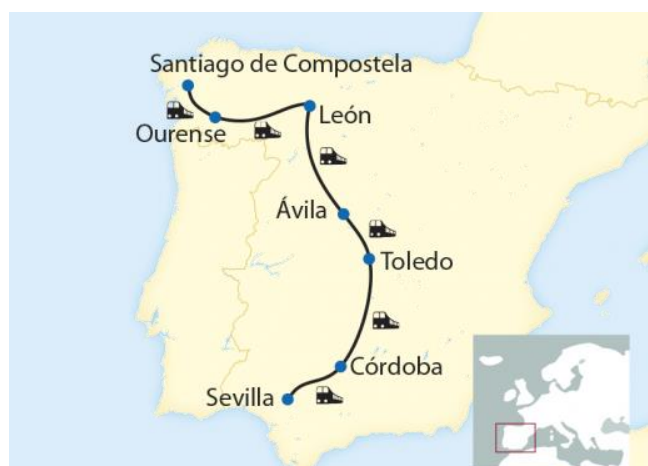 Santiago de Compostela
Ourense
León
Ávila
Toledo
Córdoba
Sevilla